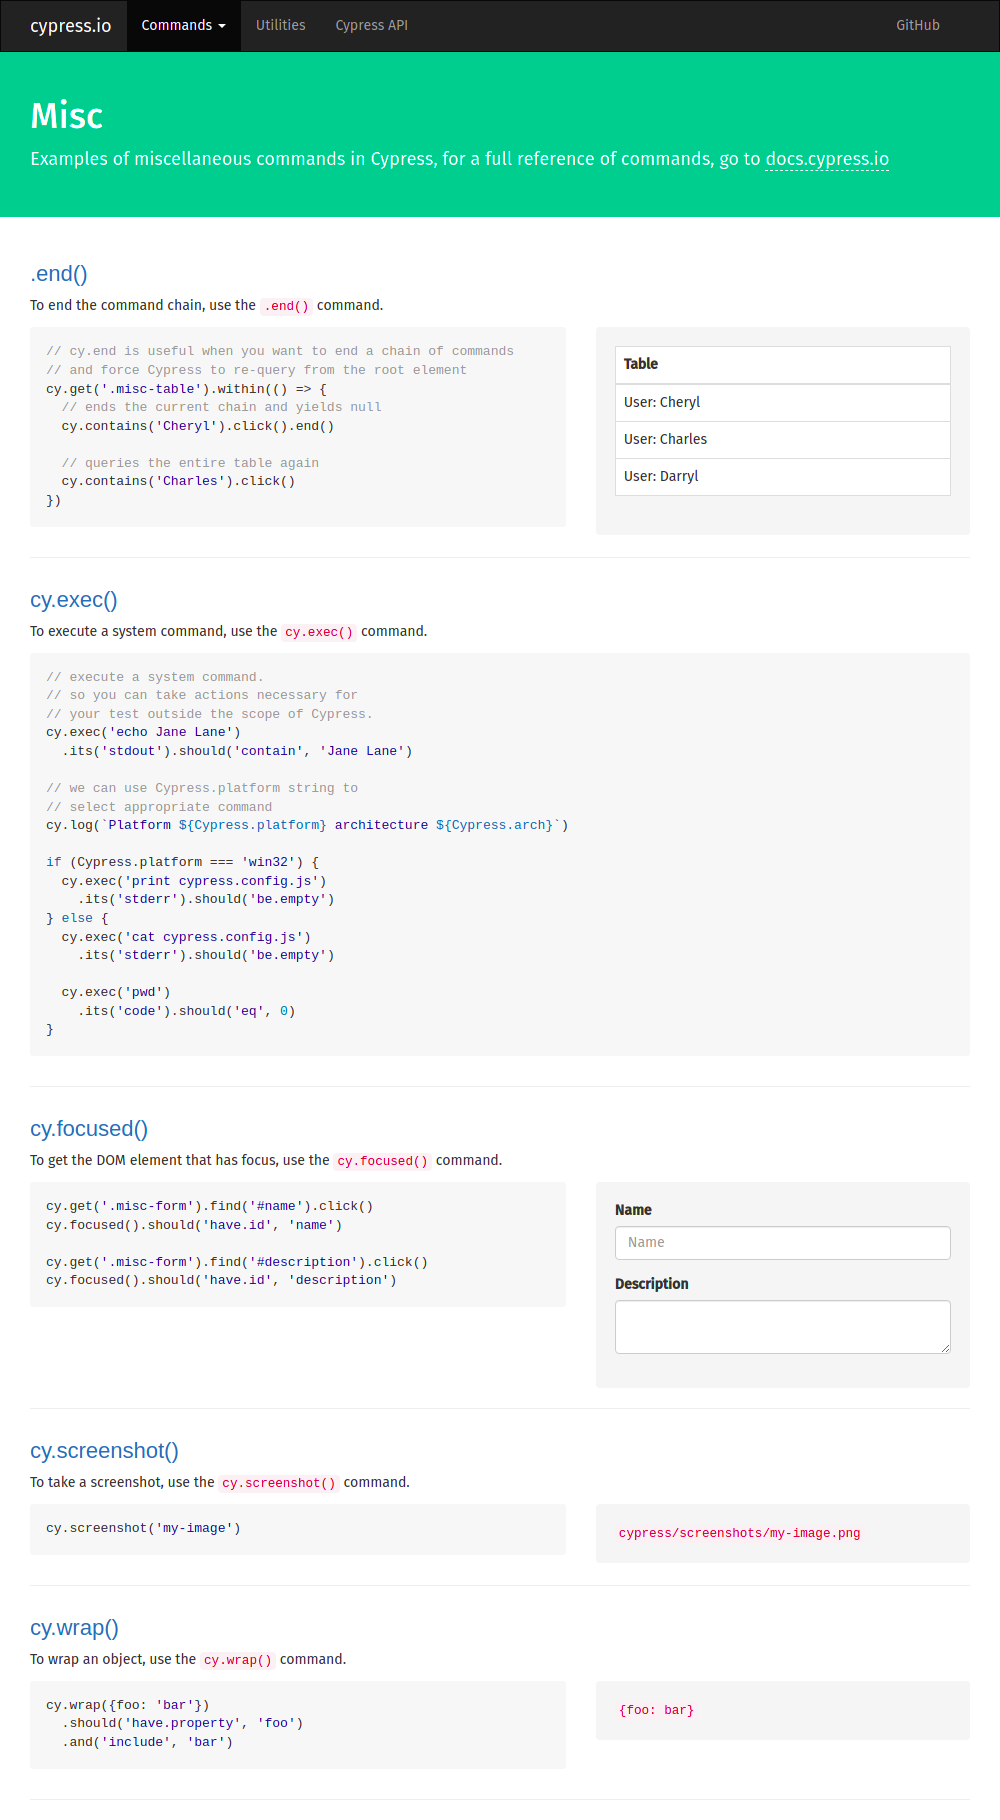 cypress.io Commands Utilities Cypress API GitHub
Misc
Examples of miscellaneous commands in Cypress, for a full reference of commands, go to docs.cypress.io
.end()
To end the command chain, use the .end() command.
// cy.end is useful when you want to end a chain of commands
// and force Cypress to re-query from the root element
cy.get('.misc-table').within(() => {
  // ends the current chain and yields null
  cy.contains('Cheryl').click().end()
  // queries the entire table again
  cy.contains('Charles').click()
})
Table
User: Cheryl
User: Charles
User: Darryl
cy.exec()
To execute a system command, use the cy.exec() command.
// execute a system command.
// so you can take actions necessary for
// your test outside the scope of Cypress.
cy.exec('echo Jane Lane')
  .its('stdout').should('contain', 'Jane Lane')
// we can use Cypress.platform string to
// select appropriate command
cy.log(`Platform ${Cypress.platform} architecture ${Cypress.arch}`)
if (Cypress.platform === 'win32') {
  cy.exec('print cypress.config.js')
    .its('stderr').should('be.empty')
} else {
  cy.exec('cat cypress.config.js')
    .its('stderr').should('be.empty')
  cy.exec('pwd')
    .its('code').should('eq', 0)
}
cy.focused()
To get the DOM element that has focus, use the cy.focused() command.
cy.get('.misc-form').find('#name').click()
cy.focused().should('have.id', 'name')
cy.get('.misc-form').find('#description').click()
cy.focused().should('have.id', 'description')
Name
Name
Description
cy.screenshot()
To take a screenshot, use the cy.screenshot() command.
cy.screenshot('my-image')
cypress/screenshots/my-image.png
cy.wrap()
To wrap an object, use the cy.wrap() command.
cy.wrap({foo: 'bar'})
  .should('have.property', 'foo')
  .and('include', 'bar')
{foo: bar}